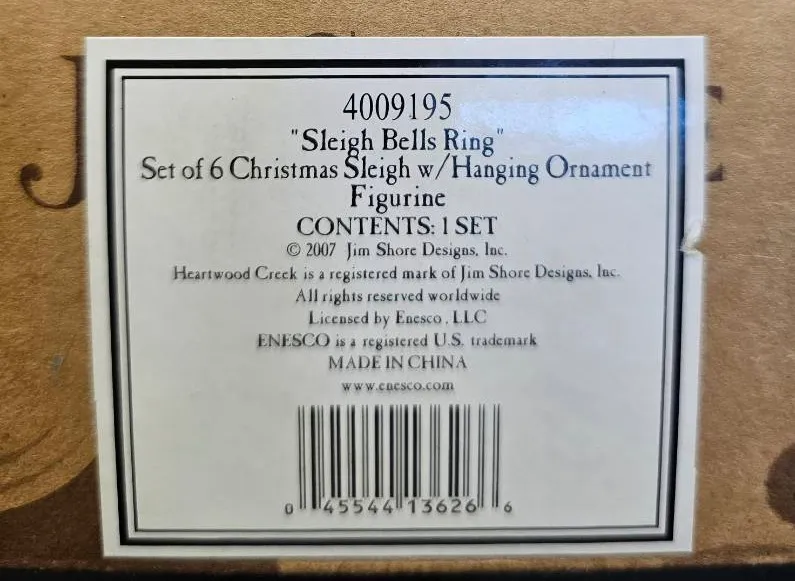 4009195
"Sleigh Bells Ring"
Set of 6 Christmas Sleigh w/Hanging Ornament
Figurine
CONTENTS: 1 SET
© 2007 Jim Shore Designs, Inc.
Heartwood Creek is a registered mark of Jim Shore Designs, Inc.
All rights reserved worldwide
Licensed by Enesco, LLC
ENESCO is a registered U.S. trademark
MADE IN CHINA
www.enesco.com
0 45544 13626 6